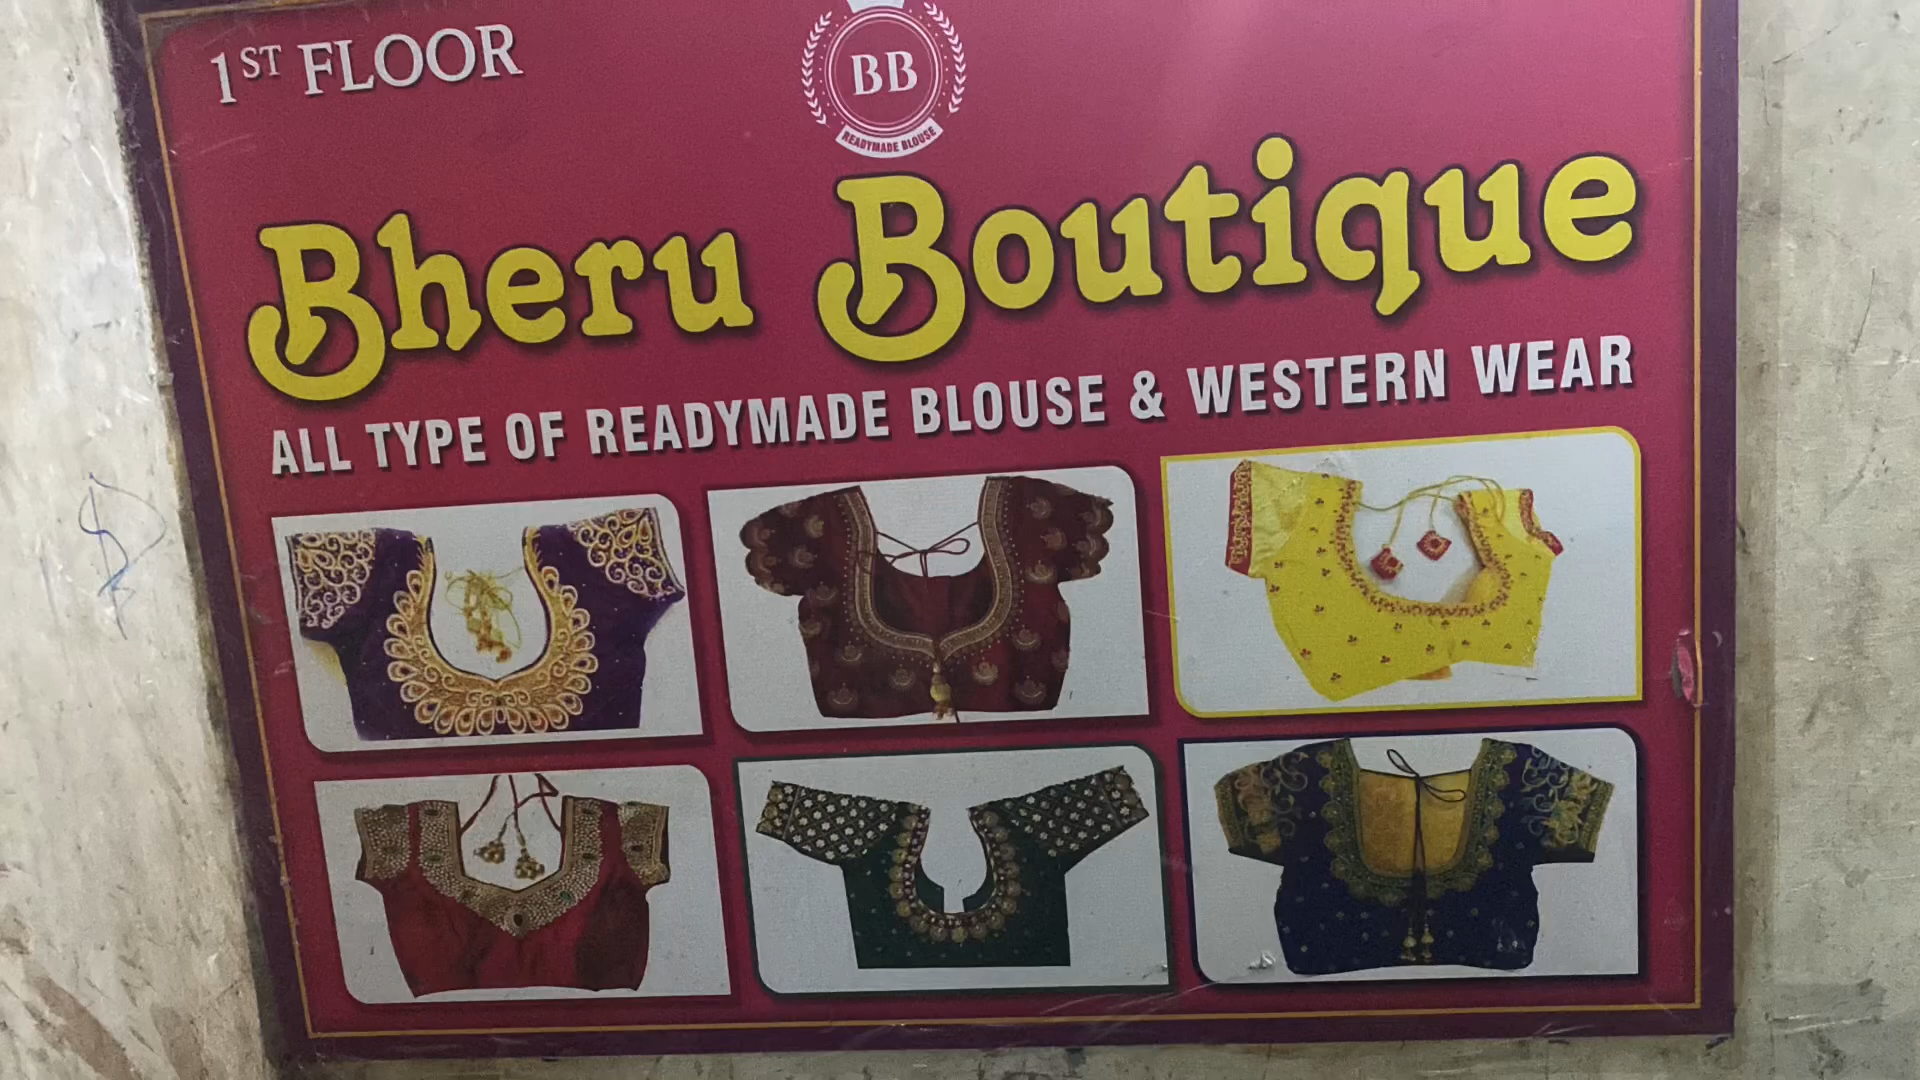 1ST FLOOR
BB
READYMADE BLOUSE
Bheru Boutique
ALL TYPE OF READYMADE BLOUSE & WESTERN WEAR